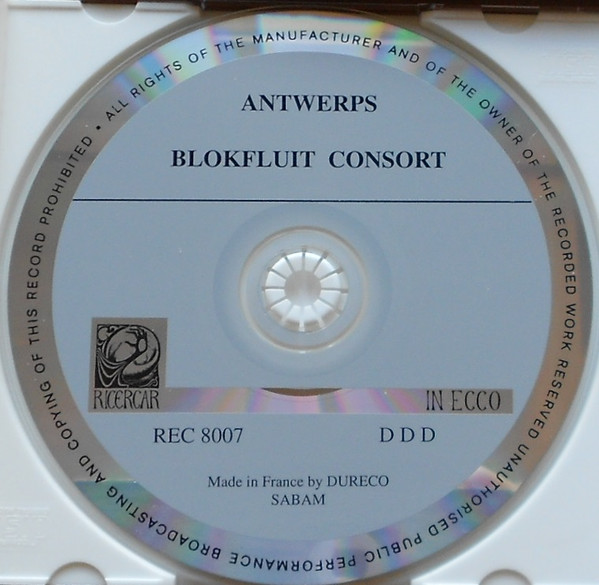 ALL RIGHTS OF THE MANUFACTURER AND OF THE OWNER OF THE RECORDED WORK RESERVED UNAUTHORISED PUBLIC PERFORMANCE BROADCASTING AND COPYING OF THIS RECORD PROHIBITED •
ANTWERPS
BLOKFLUIT CONSORT
RICERCAR
IN ECCO
REC 8007 D D D
Made in France by DURECO
SABAM